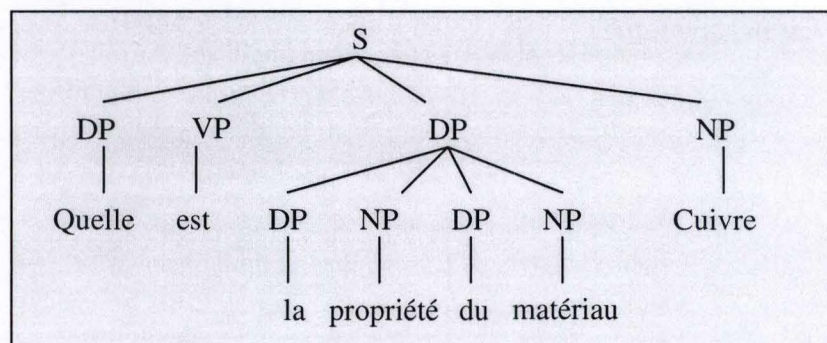 S
DP VP DP NP
Quelle est DP NP DP NP Cuivre
la propriété du matériau